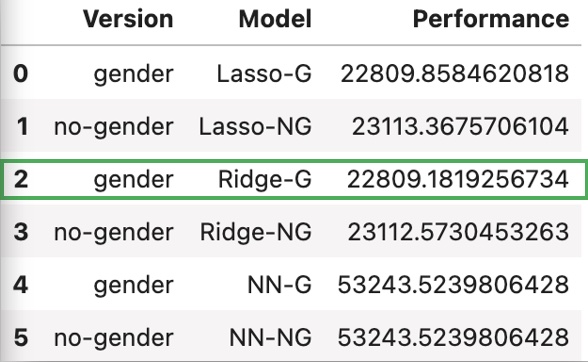 Version Model Performance
0 gender Lasso-G 22809.8584620818
1 no-gender Lasso-NG 23113.3675706104
2 gender Ridge-G 22809.1819256734
3 no-gender Ridge-NG 23112.5730453263
4 gender NN-G 53243.5239806428
5 no-gender NN-NG 53243.5239806428